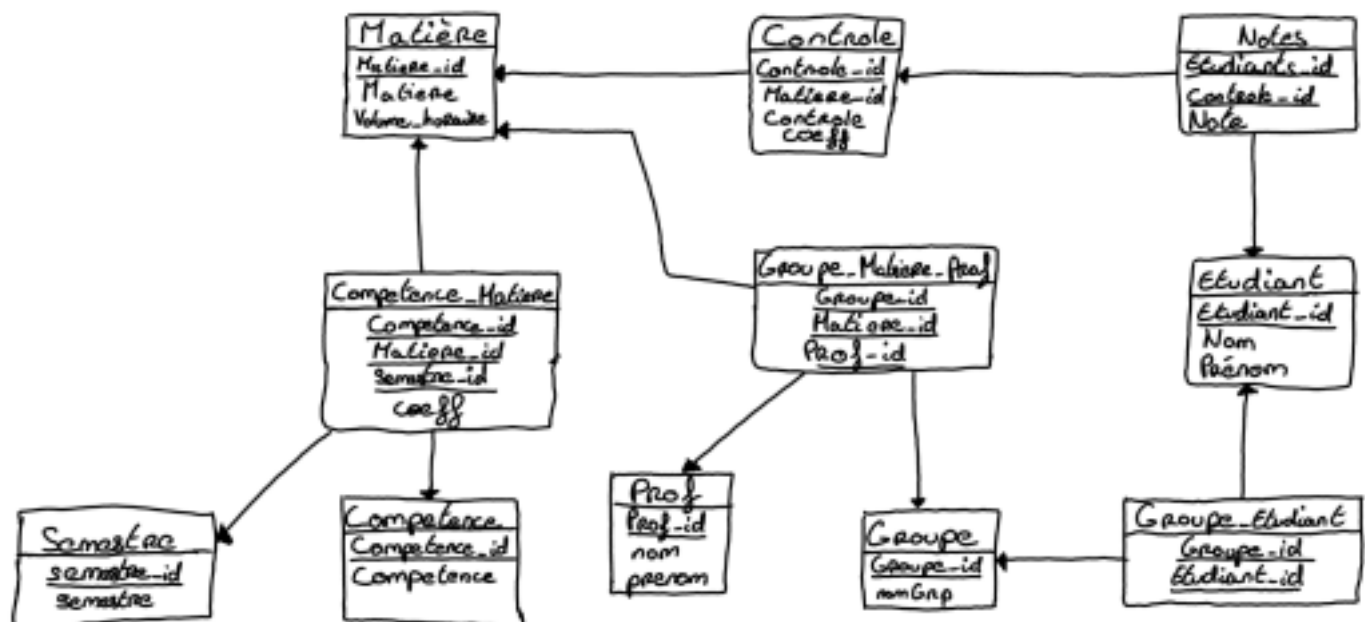 Matière
Matiere_id
Matiere
Volume_horaire
Controle
Controle_id
Matiere_id
Controle
coeff
Notes
Etudiants_id
Controle_id
Note
Competence_Matiere
Competence_id
Matiere_id
Semestre_id
coeff
Groupe_Matiere_Prof
Groupe_id
Matiere_id
Prof_id
Etudiant
Etudiant_id
Nom
Prénom
Semestre
semestre_id
semestre
Competence
Competence_id
Competence
Prof
Prof_id
nom
prenom
Groupe
Groupe_id
nomGrp
Groupe_Etudiant
Groupe_id
Etudiant_id